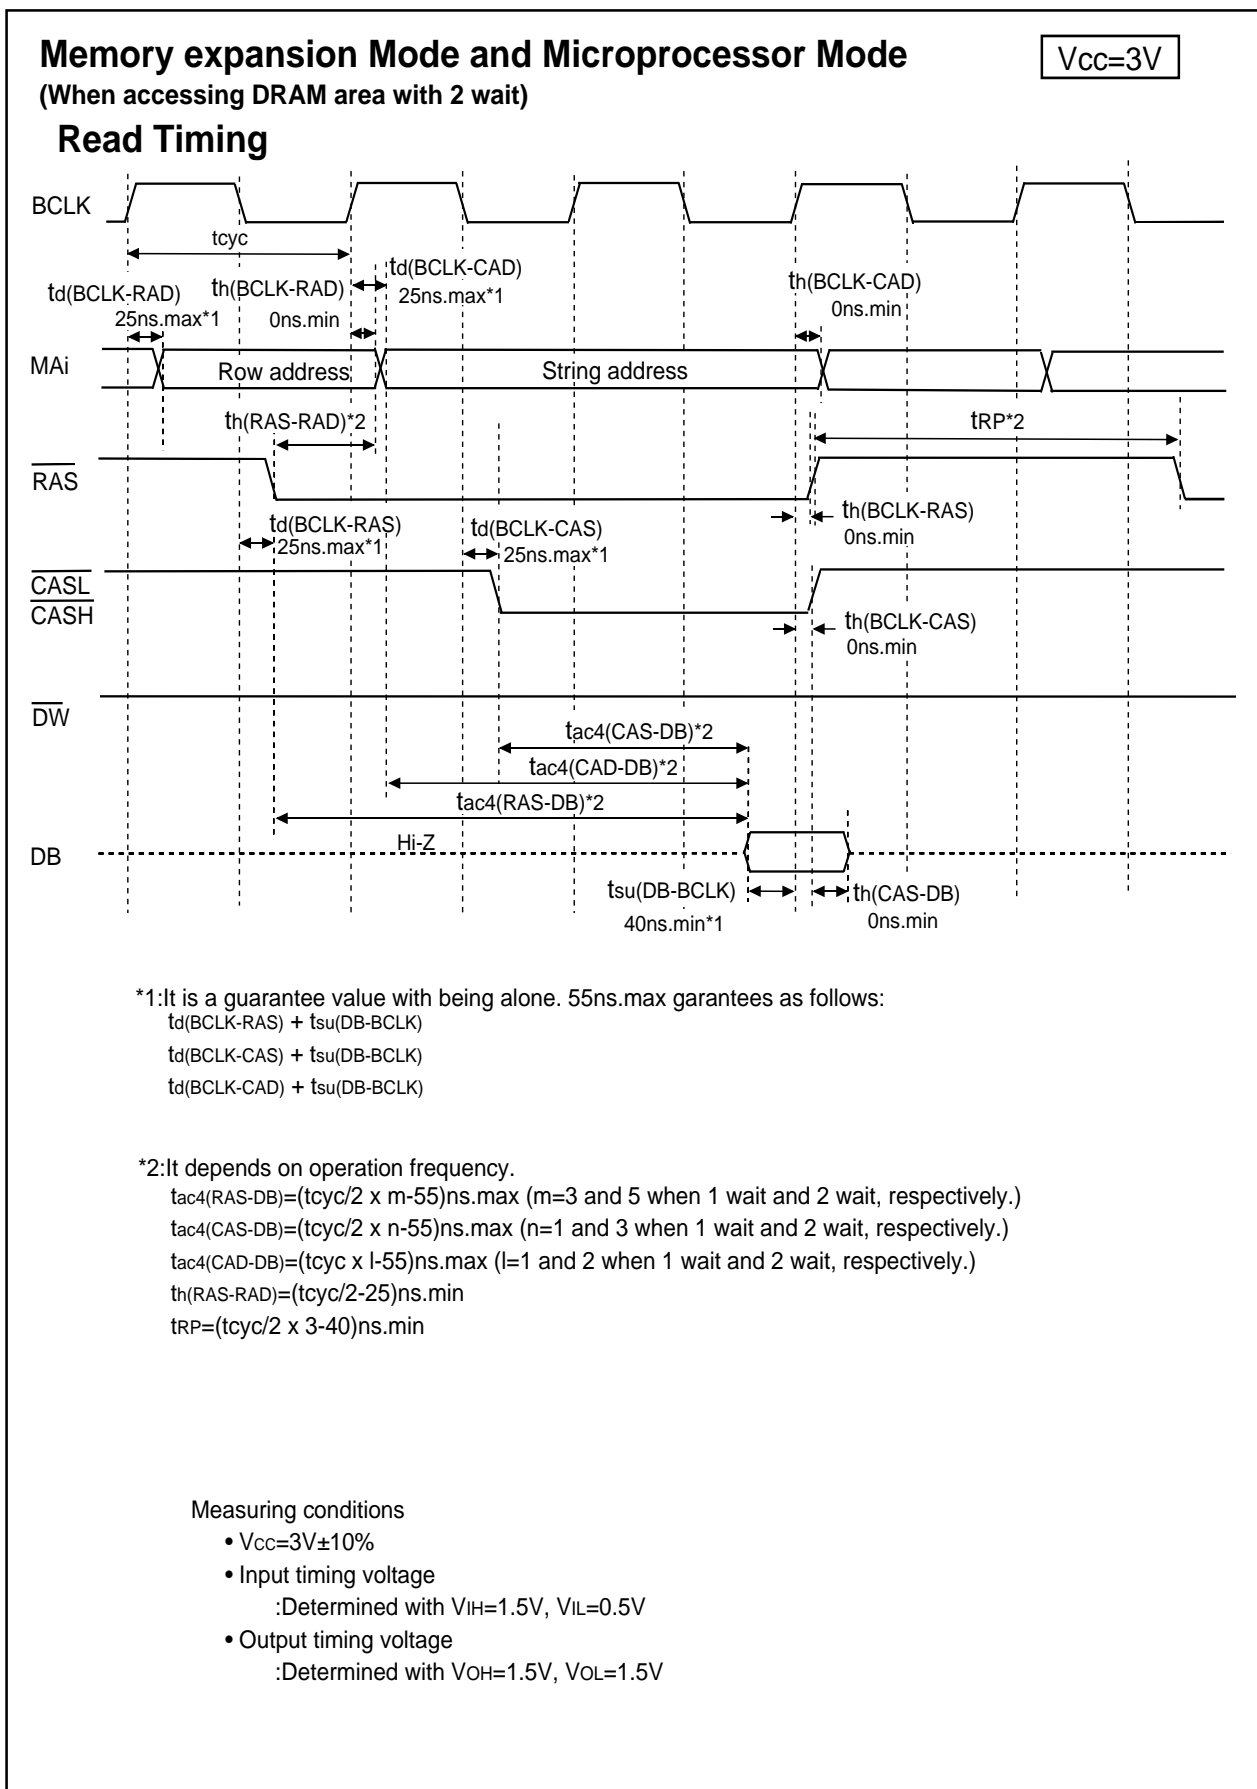 Memory expansion Mode and Microprocessor Mode
Vcc=3V
(When accessing DRAM area with 2 wait)
Read Timing
BCLK
tcyc
td(BCLK-CAD)
25ns.max*1
th(BCLK-RAD)
0ns.min
td(BCLK-RAD)
25ns.max*1
th(BCLK-CAD)
0ns.min
MAi
Row address
String address
th(RAS-RAD)*2
tRP*2
RAS
td(BCLK-RAS)
25ns.max*1
td(BCLK-CAS)
25ns.max*1
th(BCLK-RAS)
0ns.min
CASL
CASH
th(BCLK-CAS)
0ns.min
DW
tac4(CAS-DB)*2
tac4(CAD-DB)*2
tac4(RAS-DB)*2
Hi-Z
DB
tsu(DB-BCLK)
40ns.min*1
th(CAS-DB)
0ns.min
*1:It is a guarantee value with being alone. 55ns.max garantees as follows:
td(BCLK-RAS) + tsu(DB-BCLK)
td(BCLK-CAS) + tsu(DB-BCLK)
td(BCLK-CAD) + tsu(DB-BCLK)
*2:It depends on operation frequency.
tac4(RAS-DB)=(tcyc/2 x m-55)ns.max (m=3 and 5 when 1 wait and 2 wait, respectively.)
tac4(CAS-DB)=(tcyc/2 x n-55)ns.max (n=1 and 3 when 1 wait and 2 wait, respectively.)
tac4(CAD-DB)=(tcyc x l-55)ns.max (l=1 and 2 when 1 wait and 2 wait, respectively.)
th(RAS-RAD)=(tcyc/2-25)ns.min
tRP=(tcyc/2 x 3-40)ns.min
Measuring conditions
• VCC=3V±10%
• Input timing voltage
:Determined with VIH=1.5V, VIL=0.5V
• Output timing voltage
:Determined with VOH=1.5V, VOL=1.5V